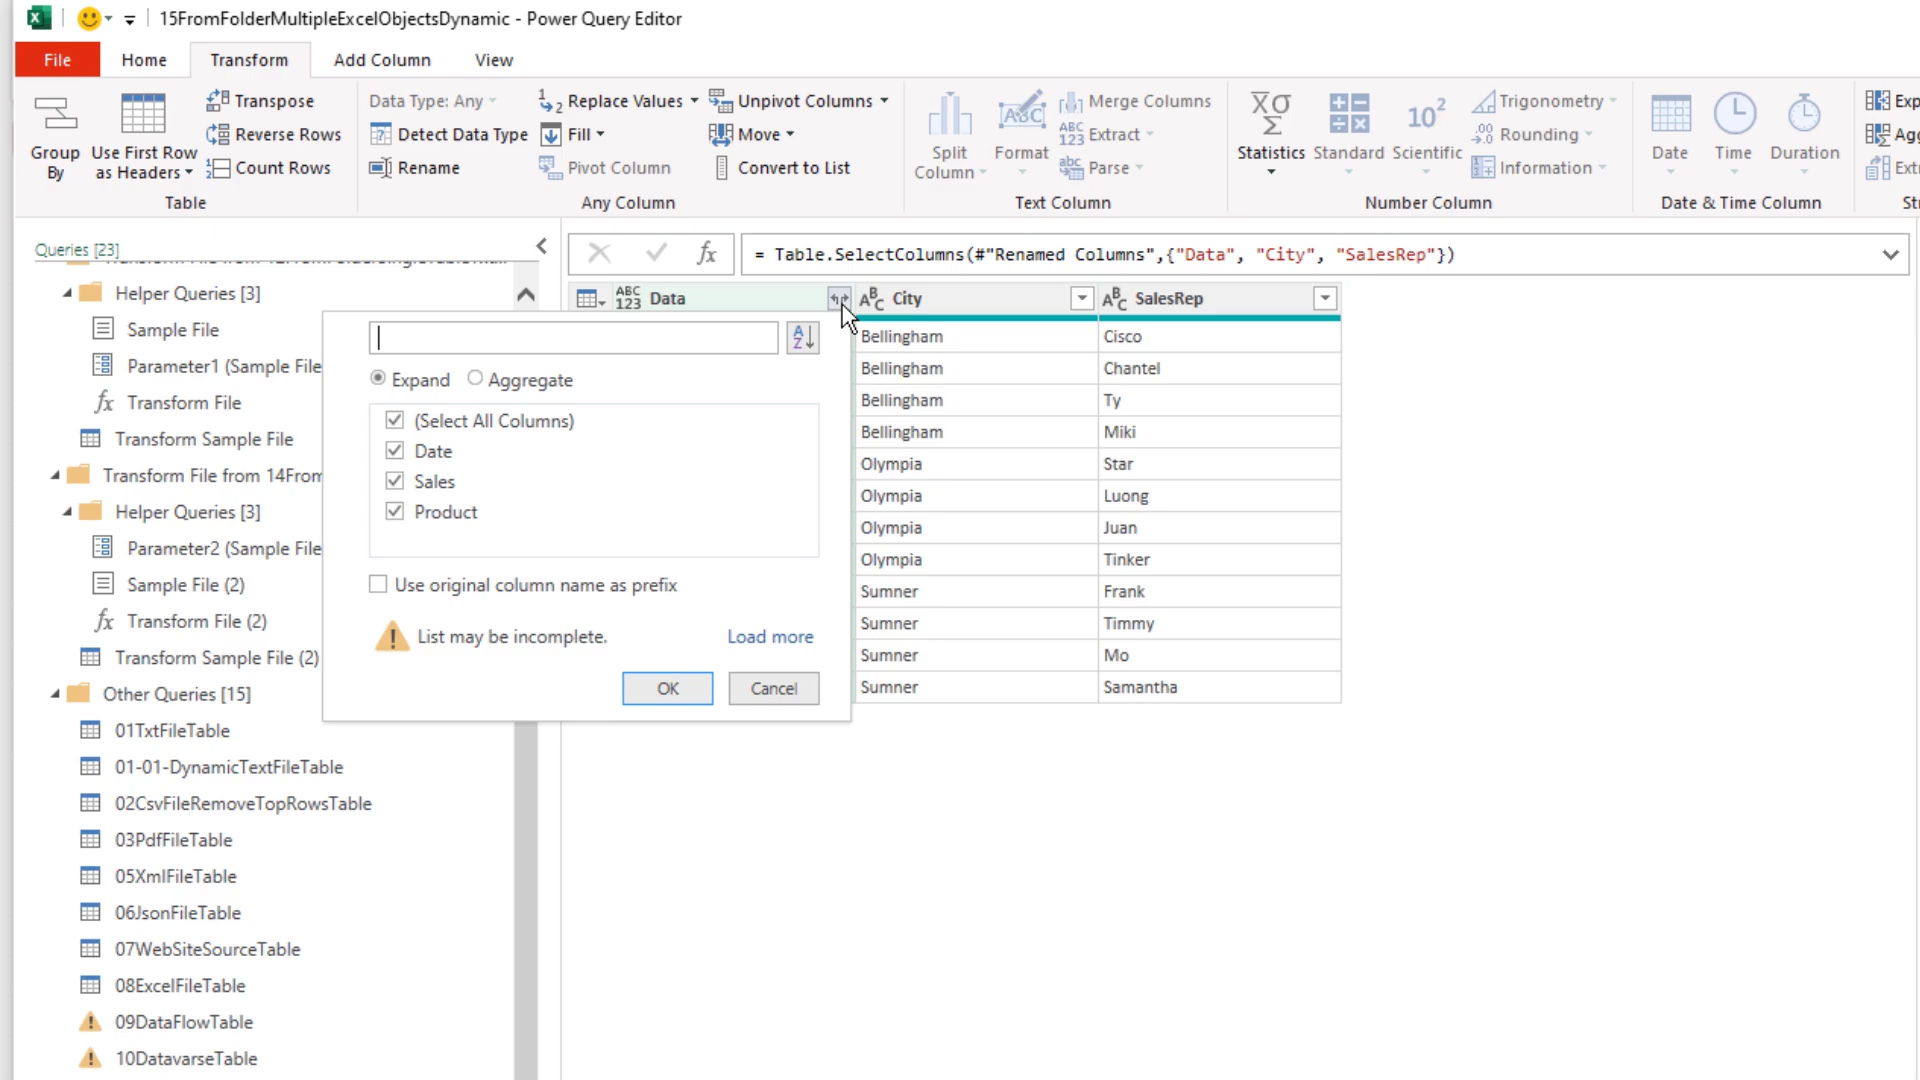 15FromFolderMultipleExcelObjectsDynamic - Power Query Editor
File Home Transform Add Column View
Group By
Use First Row as Headers
Transpose
Reverse Rows
Count Rows
Table
Data Type: Any
Detect Data Type
Rename
Replace Values
Fill
Pivot Column
Unpivot Columns
Move
Convert to List
Any Column
Split Column
Format
Merge Columns
Extract
Parse
Text Column
Statistics
Standard
Scientific
Trigonometry
Rounding
Information
Number Column
Date
Time
Duration
Date & Time Column
Exp
Agg
Extr
Str
Queries [23]
Helper Queries [3]
Sample File
Parameter1 (Sample File
Transform File
Transform Sample File
Transform File from 14From
Helper Queries [3]
Parameter2 (Sample File
Sample File (2)
Transform File (2)
Transform Sample File (2)
Other Queries [15]
01TxtFileTable
01-01-DynamicTextFileTable
02CsvFileRemoveTopRowsTable
03PdfFileTable
05XmlFileTable
06JsonFileTable
07WebSiteSourceTable
08ExcelFileTable
09DataFlowTable
10DatavarseTable
= Table.SelectColumns(#"Renamed Columns",{"Data", "City", "SalesRep"})
ABC 123 Data ABC City ABC SalesRep
Expand Aggregate
(Select All Columns)
Date
Sales
Product
Use original column name as prefix
List may be incomplete. Load more
OK Cancel
Bellingham Cisco
Bellingham Chantel
Bellingham Ty
Bellingham Miki
Olympia Star
Olympia Luong
Olympia Juan
Olympia Tinker
Sumner Frank
Sumner Timmy
Sumner Mo
Sumner Samantha